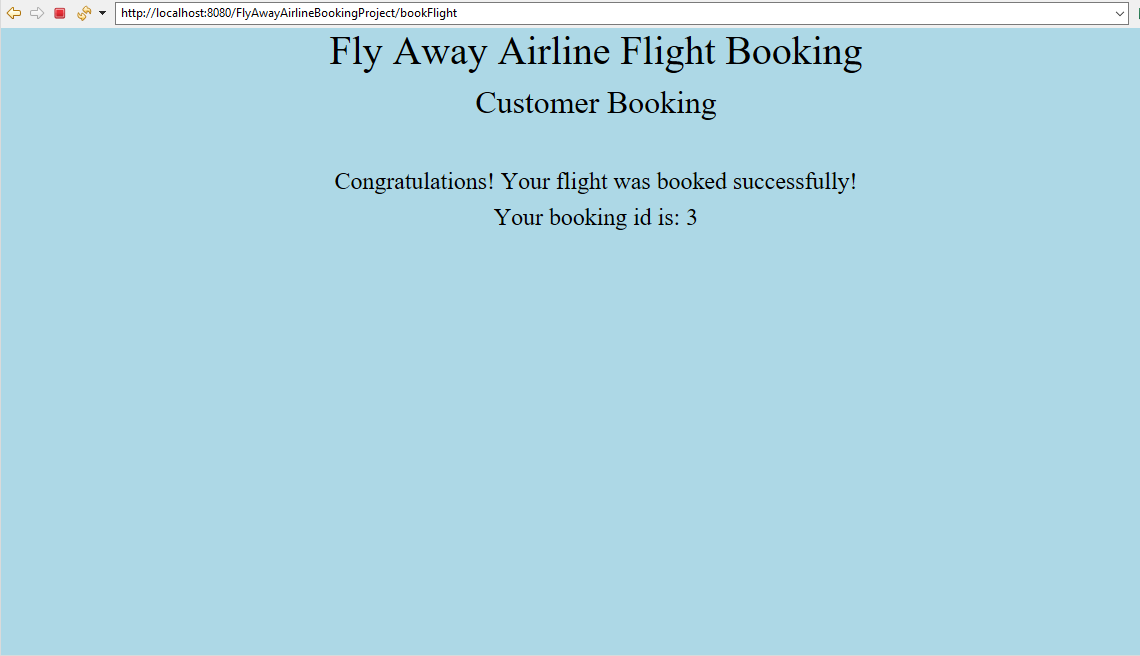 http://localhost:8080/FlyAwayAirlineBookingProject/bookFlight
Fly Away Airline Flight Booking
Customer Booking
Congratulations! Your flight was booked successfully!
Your booking id is: 3